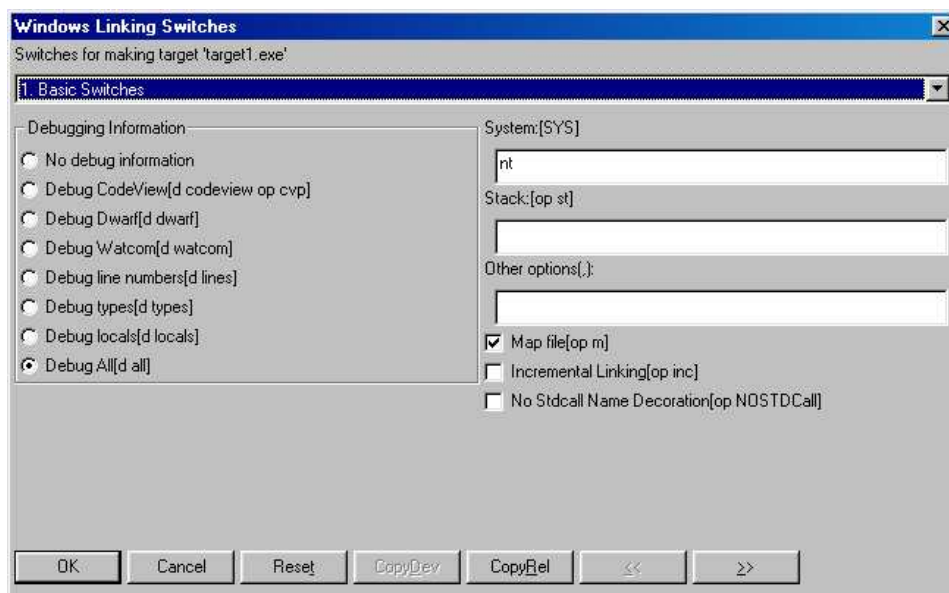 Windows Linking Switches
Switches for making target 'target1.exe'
1. Basic Switches
Debugging Information
No debug information
Debug CodeView[d codeview op cvp]
Debug Dwarf[d dwarf]
Debug Watcom[d watcom]
Debug line numbers[d lines]
Debug types[d types]
Debug locals[d locals]
Debug All[d all]
System:[SYS]
nt
Stack:[op st]
Other options(,):
Map file[op m]
Incremental Linking[op inc]
No Stdcall Name Decoration[op NOSTDCall]
OK Cancel Reset CopyDev CopyRel << >>